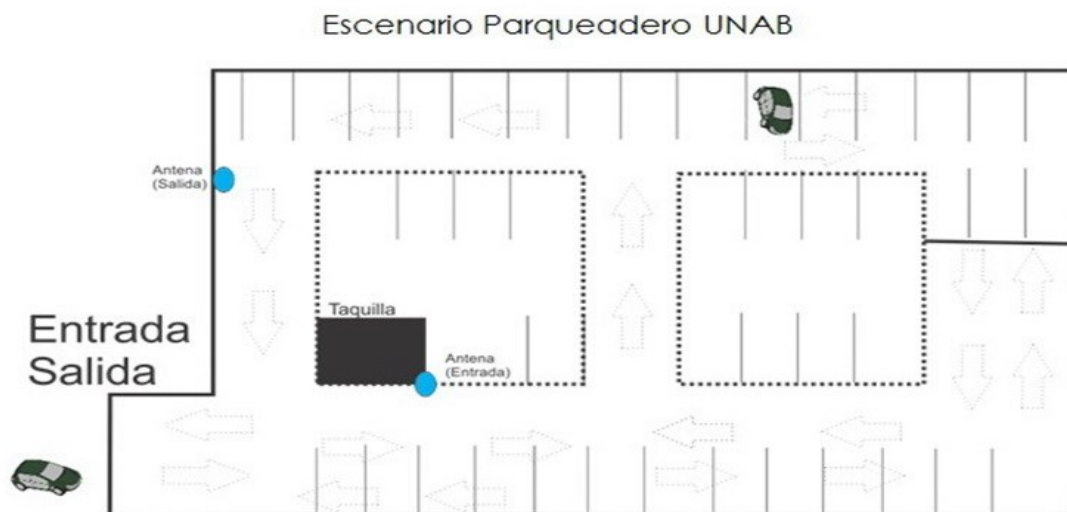 Escenario Parqueadero UNAB
Antena
(Salida)
Entrada
Salida
Taquilla
Antena
(Entrada)